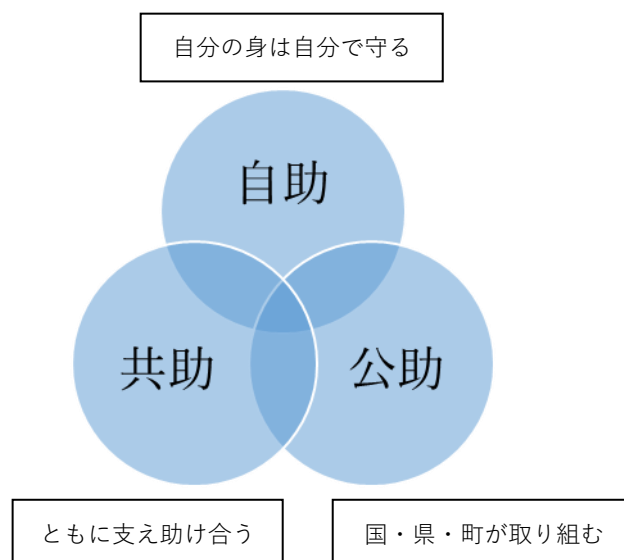 自分の身は自分で守る
自助
共助
公助
ともに支え助け合う
国・県・町が取り組む